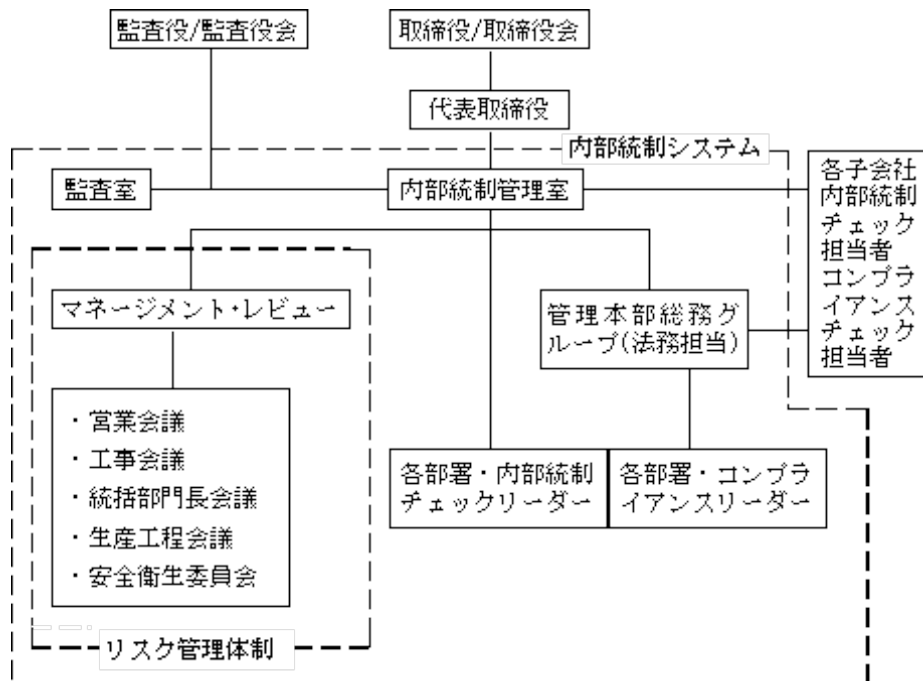 監査役/監査役会
取締役/取締役会
代表取締役
内部統制システム
監査室
内部統制管理室
各子会社
内部統制
チェック
担当者
コンプラ
イアンス
チェック
担当者
マネージメント・レビュー
管理本部総務グ
ループ(法務担当)
・営業会議
・工事会議
・統括部門長会議
・生産工程会議
・安全衛生委員会
各部署・内部統制
チェックリーダー
各部署・コンプラ
イアンスリーダー
リスク管理体制